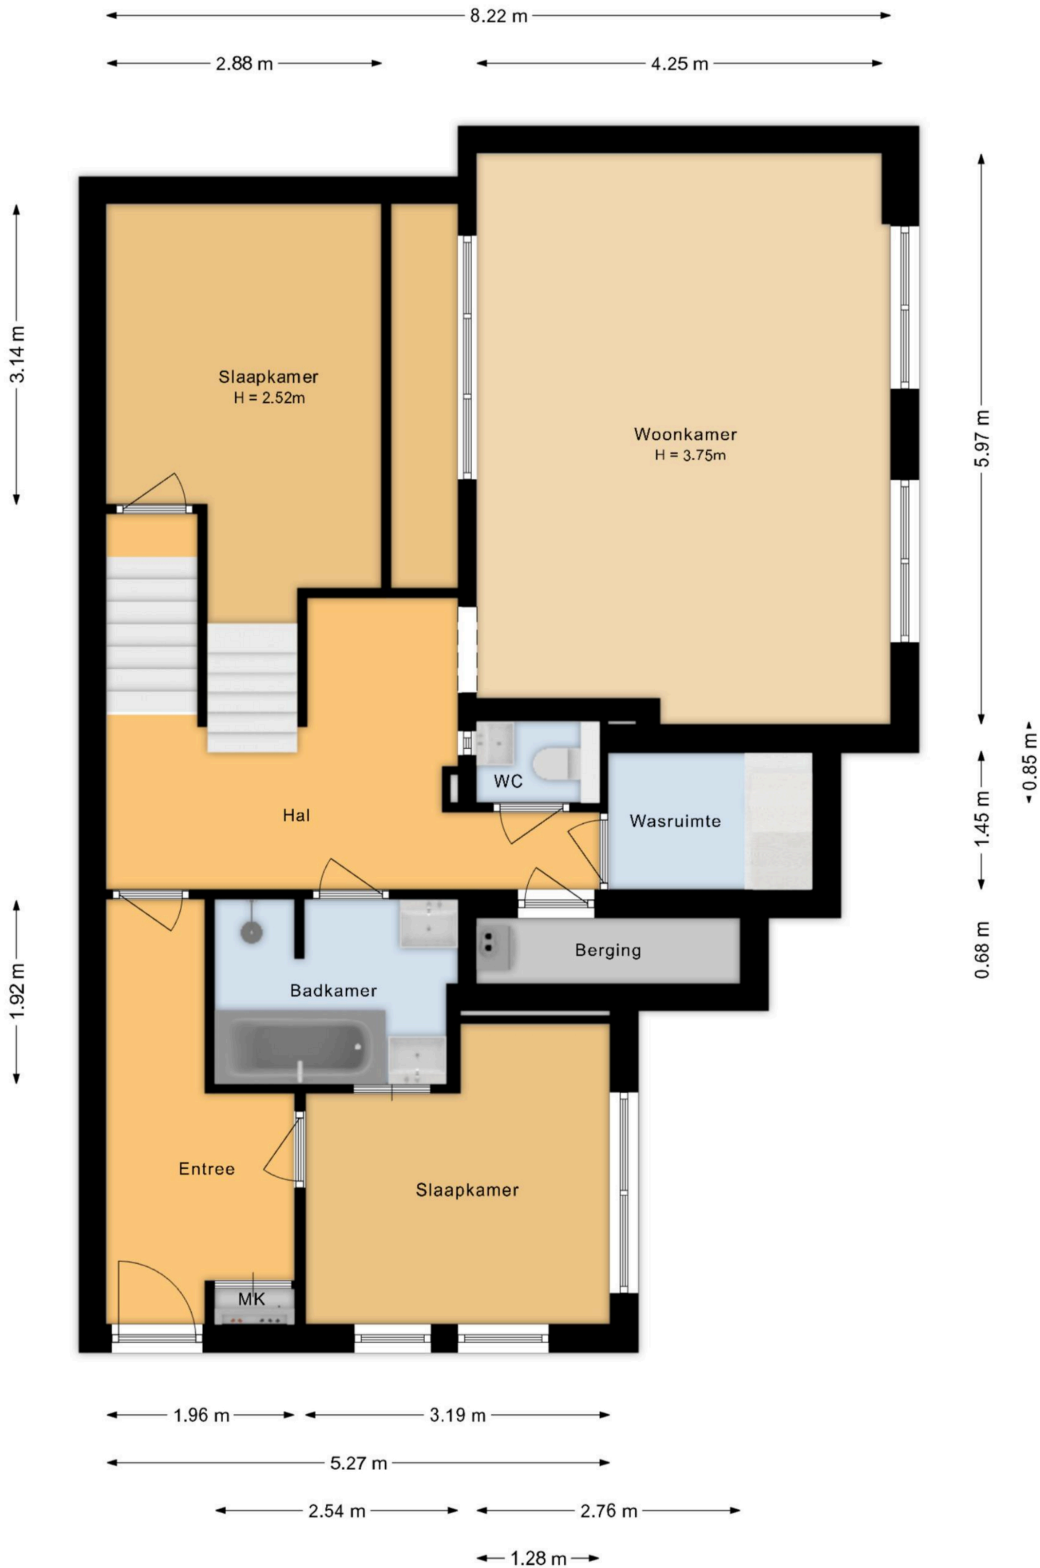 8.22 m
2.88 m
4.25 m
3.14 m
Slaapkamer
H = 2.52m
Woonkamer
H = 3.75m
5.97 m
0.85 m
WC
Hal
Wasruimte
1.45 m
Berging
0.68 m
Badkamer
1.92 m
Entree
Slaapkamer
MK
1.96 m
3.19 m
5.27 m
2.54 m
2.76 m
1.28 m